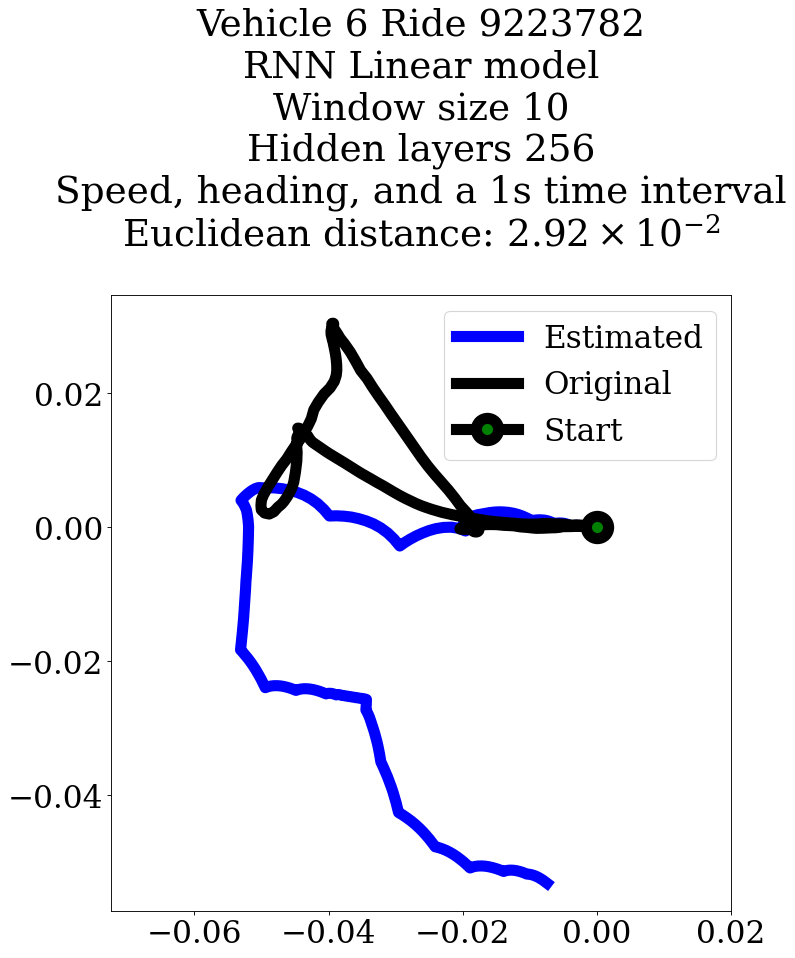 Vehicle 6 Ride 9223782
RNN Linear model
Window size 10
Hidden layers 256
Speed, heading, and a 1s time interval
Euclidean distance: 2.92 × 10⁻²
Estimated
Original
Start
0.02
0.00
−0.02
−0.04
−0.06 −0.04 −0.02 0.00 0.02